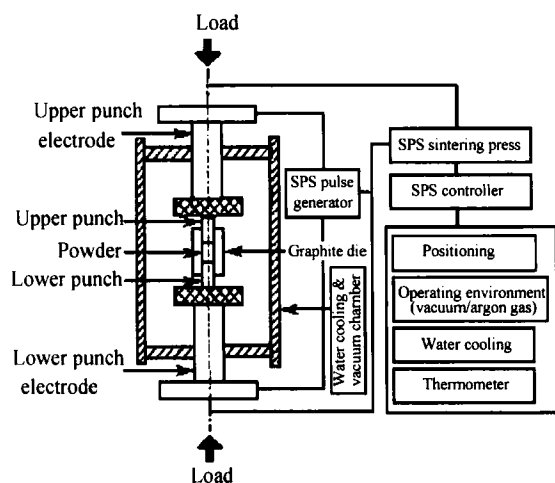 Load
Upper punch
electrode
SPS sintering press
SPS pulse
generator
SPS controller
Upper punch
Powder
Graphite die
Lower punch
Positioning
Operating environment
(vacuum/argon gas)
Water cooling
Thermometer
Water cooling &
vacuum chamber
Lower punch
electrode
Load